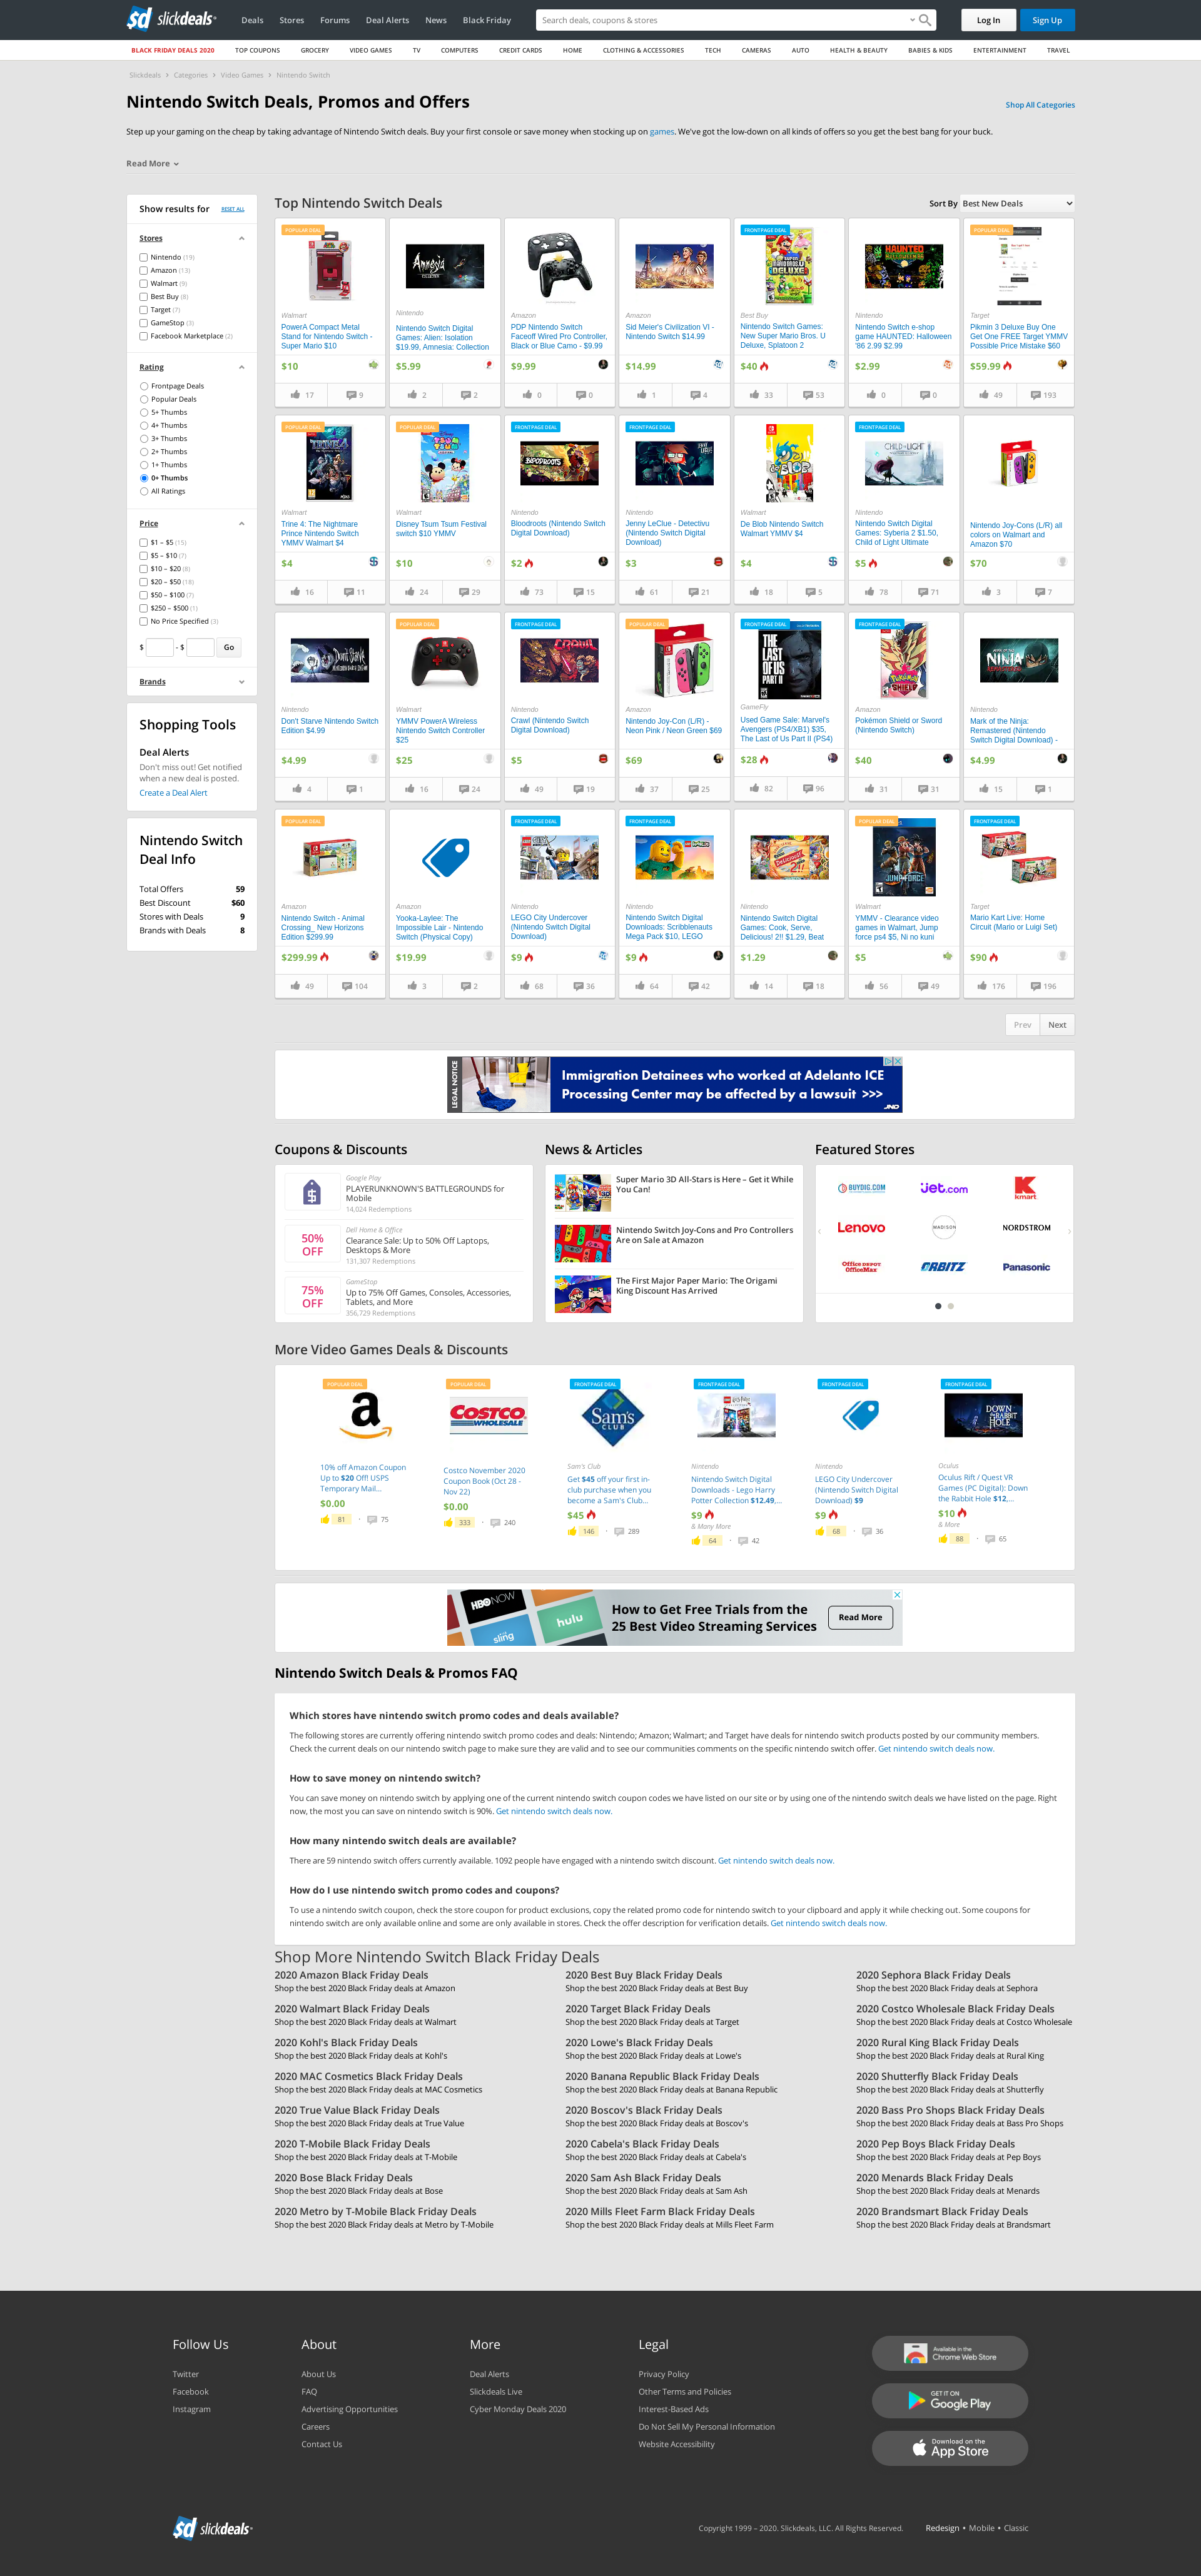 slickdeals
Deals
Stores
Forums
Deal Alerts
News
Black Friday
Search deals, coupons & stores
Log In
Sign Up
BLACK FRIDAY DEALS 2020
TOP COUPONS
GROCERY
VIDEO GAMES
TV
COMPUTERS
CREDIT CARDS
HOME
CLOTHING & ACCESSORIES
TECH
CAMERAS
AUTO
HEALTH & BEAUTY
BABIES & KIDS
ENTERTAINMENT
TRAVEL
Slickdeals > Categories > Video Games > Nintendo Switch
Nintendo Switch Deals, Promos and Offers
Shop All Categories
Step up your gaming on the cheap by taking advantage of Nintendo Switch deals. Buy your first console or save money when stocking up on games. We've got the low-down on all kinds of offers so you get the best bang for your buck.
Read More
Show results for
RESET ALL
Stores
Nintendo (19)
Amazon (13)
Walmart (9)
Best Buy (8)
Target (7)
GameStop (3)
Facebook Marketplace (2)
Rating
Frontpage Deals
Popular Deals
5+ Thumbs
4+ Thumbs
3+ Thumbs
2+ Thumbs
1+ Thumbs
0+ Thumbs
All Ratings
Price
$1 – $5 (15)
$5 – $10 (7)
$10 – $20 (8)
$20 – $50 (18)
$50 – $100 (7)
$250 – $500 (1)
No Price Specified (3)
$ - $ Go
Brands
Shopping Tools
Deal Alerts
Don't miss out! Get notified
when a new deal is posted.
Create a Deal Alert
Nintendo Switch
Deal Info
Total Offers 59
Best Discount $60
Stores with Deals 9
Brands with Deals 8
Top Nintendo Switch Deals
Sort By Best New Deals
POPULAR DEAL
Walmart
PowerA Compact Metal
Stand for Nintendo Switch -
Super Mario $10
$10
17 9
Nintendo
Nintendo Switch Digital
Games: Alien: Isolation
$19.99, Amnesia: Collection
$5.99
2 2
Amazon
PDP Nintendo Switch
Faceoff Wired Pro Controller,
Black or Blue Camo - $9.99
$9.99
0 0
Amazon
Sid Meier's Civilization VI -
Nintendo Switch $14.99
$14.99
1 4
FRONTPAGE DEAL
Best Buy
Nintendo Switch Games:
New Super Mario Bros. U
Deluxe, Splatoon 2
$40
33 53
Nintendo
Nintendo Switch e-shop
game HAUNTED: Halloween
'86 2.99 $2.99
$2.99
0 0
POPULAR DEAL
Target
Pikmin 3 Deluxe Buy One
Get One FREE Target YMMV
Possible Price Mistake $60
$59.99
49 193
POPULAR DEAL
Walmart
Trine 4: The Nightmare
Prince Nintendo Switch
YMMV Walmart $4
$4
16 11
POPULAR DEAL
Walmart
Disney Tsum Tsum Festival
switch $10 YMMV
$10
24 29
FRONTPAGE DEAL
Nintendo
Bloodroots (Nintendo Switch
Digital Download)
$2
73 15
FRONTPAGE DEAL
Nintendo
Jenny LeClue - Detectivu
(Nintendo Switch Digital
Download)
$3
61 21
Walmart
De Blob Nintendo Switch
Walmart YMMV $4
$4
18 5
FRONTPAGE DEAL
Nintendo
Nintendo Switch Digital
Games: Syberia 2 $1.50,
Child of Light Ultimate
$5
78 71
Nintendo Joy-Cons (L/R) all
colors on Walmart and
Amazon $70
$70
3 7
Nintendo
Don't Starve Nintendo Switch
Edition $4.99
$4.99
4 1
POPULAR DEAL
Walmart
YMMV PowerA Wireless
Nintendo Switch Controller
$25
$25
16 24
FRONTPAGE DEAL
Nintendo
Crawl (Nintendo Switch
Digital Download)
$5
49 19
POPULAR DEAL
Amazon
Nintendo Joy-Con (L/R) -
Neon Pink / Neon Green $69
$69
37 25
FRONTPAGE DEAL
GameFly
Used Game Sale: Marvel's
Avengers (PS4/XB1) $35,
The Last of Us Part II (PS4)
$28
82 96
FRONTPAGE DEAL
Amazon
Pokémon Shield or Sword
(Nintendo Switch)
$40
31 31
Nintendo
Mark of the Ninja:
Remastered (Nintendo
Switch Digital Download) -
$4.99
15 1
POPULAR DEAL
Amazon
Nintendo Switch - Animal
Crossing_ New Horizons
Edition $299.99
$299.99
49 104
Amazon
Yooka-Laylee: The
Impossible Lair - Nintendo
Switch (Physical Copy)
$19.99
3 2
FRONTPAGE DEAL
Nintendo
LEGO City Undercover
(Nintendo Switch Digital
Download)
$9
68 36
FRONTPAGE DEAL
Nintendo
Nintendo Switch Digital
Downloads: Scribblenauts
Mega Pack $10, LEGO
$9
64 42
Nintendo
Nintendo Switch Digital
Games: Cook, Serve,
Delicious! 2!! $1.29, Beat
$1.29
14 18
POPULAR DEAL
Walmart
YMMV - Clearance video
games in Walmart, Jump
force ps4 $5, Ni no kuni
$5
56 49
FRONTPAGE DEAL
Target
Mario Kart Live: Home
Circuit (Mario or Luigi Set)
$90
176 196
Prev Next
LEGAL NOTICE
Immigration Detainees who worked at Adelanto ICE
Processing Center may be affected by a lawsuit >>>
JND
Coupons & Discounts
Google Play
PLAYERUNKNOWN'S BATTLEGROUNDS for
Mobile
14,024 Redemptions
50%
OFF
Dell Home & Office
Clearance Sale: Up to 50% Off Laptops,
Desktops & More
131,307 Redemptions
75%
OFF
GameStop
Up to 75% Off Games, Consoles, Accessories,
Tablets, and More
356,729 Redemptions
News & Articles
Super Mario 3D All-Stars is Here – Get it While
You Can!
Nintendo Switch Joy-Cons and Pro Controllers
Are on Sale at Amazon
The First Major Paper Mario: The Origami
King Discount Has Arrived
Featured Stores
BUYDIG.COM
jet.com
kmart
Lenovo
MADISON
NORDSTROM
Office DEPOT
OfficeMax
ORBITZ
Panasonic
More Video Games Deals & Discounts
POPULAR DEAL
10% off Amazon Coupon
Up to $20 Off! USPS
Temporary Mail...
$0.00
81 · 75
POPULAR DEAL
COSTCO
WHOLESALE
Costco November 2020
Coupon Book (Oct 28 -
Nov 22)
$0.00
333 · 240
FRONTPAGE DEAL
Sam's
CLUB
Sam's Club
Get $45 off your first in-
club purchase when you
become a Sam's Club...
$45
146 · 289
FRONTPAGE DEAL
Nintendo
Nintendo Switch Digital
Downloads - Lego Harry
Potter Collection $12.49,...
$9
& Many More
64 · 42
FRONTPAGE DEAL
Nintendo
LEGO City Undercover
(Nintendo Switch Digital
Download) $9
$9
68 · 36
FRONTPAGE DEAL
DOWN
RABBIT
HOLE
Oculus
Oculus Rift / Quest VR
Games (PC Digital): Down
the Rabbit Hole $12,...
$10
& More
88 · 65
HBO NOW
hulu
sling
How to Get Free Trials from the
25 Best Video Streaming Services
Read More
Nintendo Switch Deals & Promos FAQ
Which stores have nintendo switch promo codes and deals available?
The following stores are currently offering nintendo switch promo codes and deals: Nintendo; Amazon; Walmart; and Target have deals for nintendo switch products posted by our community members.
Check the current deals on our nintendo switch page to make sure they are valid and to see our communities comments on the specific nintendo switch offer. Get nintendo switch deals now.
How to save money on nintendo switch?
You can save money on nintendo switch by applying one of the current nintendo switch coupon codes we have listed on our site or by using one of the nintendo switch deals we have listed on the page. Right
now, the most you can save on nintendo switch is 90%. Get nintendo switch deals now.
How many nintendo switch deals are available?
There are 59 nintendo switch offers currently available. 1092 people have engaged with a nintendo switch discount. Get nintendo switch deals now.
How do I use nintendo switch promo codes and coupons?
To use a nintendo switch coupon, check the store coupon for product exclusions, copy the related promo code for nintendo switch to your clipboard and apply it while checking out. Some coupons for
nintendo switch are only available online and some are only available in stores. Check the offer description for verification details. Get nintendo switch deals now.
Shop More Nintendo Switch Black Friday Deals
2020 Amazon Black Friday Deals
Shop the best 2020 Black Friday deals at Amazon
2020 Best Buy Black Friday Deals
Shop the best 2020 Black Friday deals at Best Buy
2020 Sephora Black Friday Deals
Shop the best 2020 Black Friday deals at Sephora
2020 Walmart Black Friday Deals
Shop the best 2020 Black Friday deals at Walmart
2020 Target Black Friday Deals
Shop the best 2020 Black Friday deals at Target
2020 Costco Wholesale Black Friday Deals
Shop the best 2020 Black Friday deals at Costco Wholesale
2020 Kohl's Black Friday Deals
Shop the best 2020 Black Friday deals at Kohl's
2020 Lowe's Black Friday Deals
Shop the best 2020 Black Friday deals at Lowe's
2020 Rural King Black Friday Deals
Shop the best 2020 Black Friday deals at Rural King
2020 MAC Cosmetics Black Friday Deals
Shop the best 2020 Black Friday deals at MAC Cosmetics
2020 Banana Republic Black Friday Deals
Shop the best 2020 Black Friday deals at Banana Republic
2020 Shutterfly Black Friday Deals
Shop the best 2020 Black Friday deals at Shutterfly
2020 True Value Black Friday Deals
Shop the best 2020 Black Friday deals at True Value
2020 Boscov's Black Friday Deals
Shop the best 2020 Black Friday deals at Boscov's
2020 Bass Pro Shops Black Friday Deals
Shop the best 2020 Black Friday deals at Bass Pro Shops
2020 T-Mobile Black Friday Deals
Shop the best 2020 Black Friday deals at T-Mobile
2020 Cabela's Black Friday Deals
Shop the best 2020 Black Friday deals at Cabela's
2020 Pep Boys Black Friday Deals
Shop the best 2020 Black Friday deals at Pep Boys
2020 Bose Black Friday Deals
Shop the best 2020 Black Friday deals at Bose
2020 Sam Ash Black Friday Deals
Shop the best 2020 Black Friday deals at Sam Ash
2020 Menards Black Friday Deals
Shop the best 2020 Black Friday deals at Menards
2020 Metro by T-Mobile Black Friday Deals
Shop the best 2020 Black Friday deals at Metro by T-Mobile
2020 Mills Fleet Farm Black Friday Deals
Shop the best 2020 Black Friday deals at Mills Fleet Farm
2020 Brandsmart Black Friday Deals
Shop the best 2020 Black Friday deals at Brandsmart
Follow Us
Twitter
Facebook
Instagram
About
About Us
FAQ
Advertising Opportunities
Careers
Contact Us
More
Deal Alerts
Slickdeals Live
Cyber Monday Deals 2020
Legal
Privacy Policy
Other Terms and Policies
Interest-Based Ads
Do Not Sell My Personal Information
Website Accessibility
Available in the
Chrome Web Store
GET IT ON
Google Play
Download on the
App Store
slickdeals
Copyright 1999 – 2020. Slickdeals, LLC. All Rights Reserved.
Redesign • Mobile • Classic